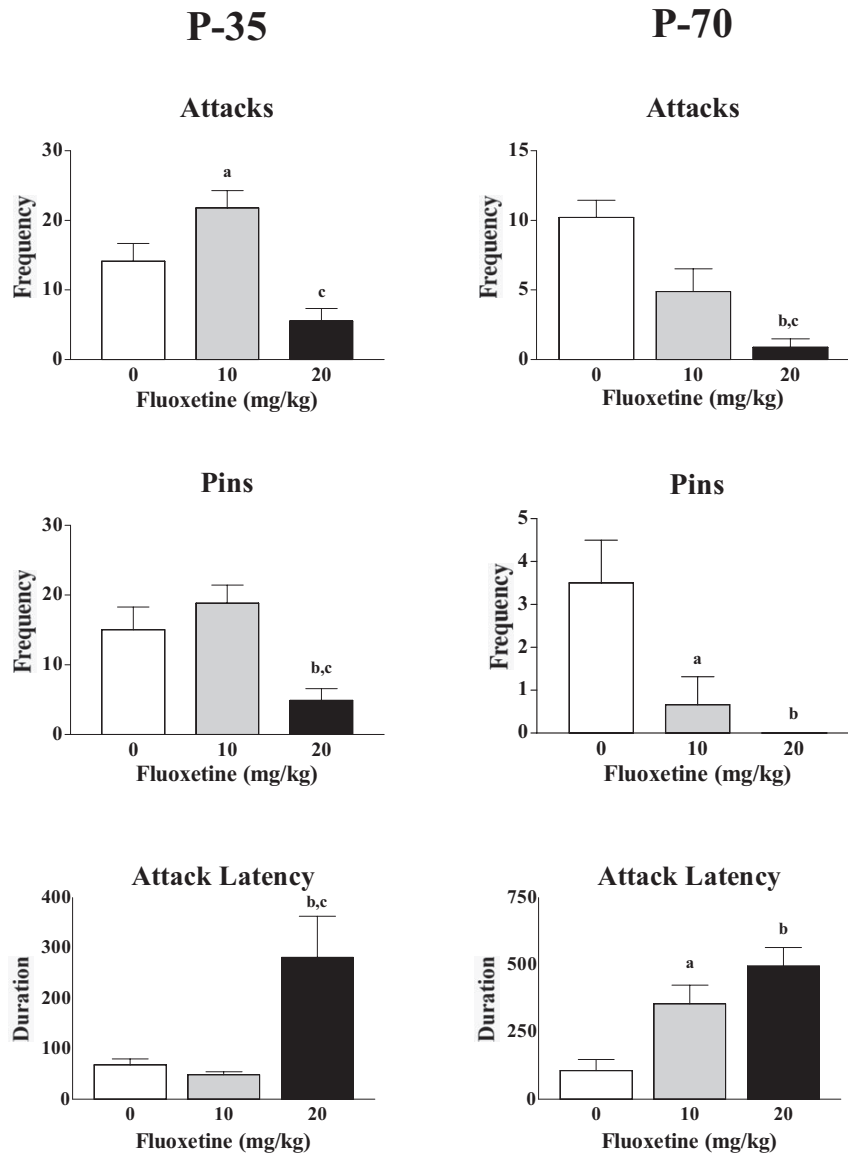 P-35
P-70
Attacks
Frequency
30
20
10
0
a
c
0 10 20
Fluoxetine (mg/kg)
Attacks
Frequency
15
10
5
0
b,c
0 10 20
Fluoxetine (mg/kg)
Pins
Frequency
30
20
10
0
b,c
0 10 20
Fluoxetine (mg/kg)
Pins
Frequency
5
4
3
2
1
0
a
b
0 10 20
Fluoxetine (mg/kg)
Attack Latency
Duration
400
300
200
100
0
b,c
0 10 20
Fluoxetine (mg/kg)
Attack Latency
Duration
750
500
250
0
a
b
0 10 20
Fluoxetine (mg/kg)